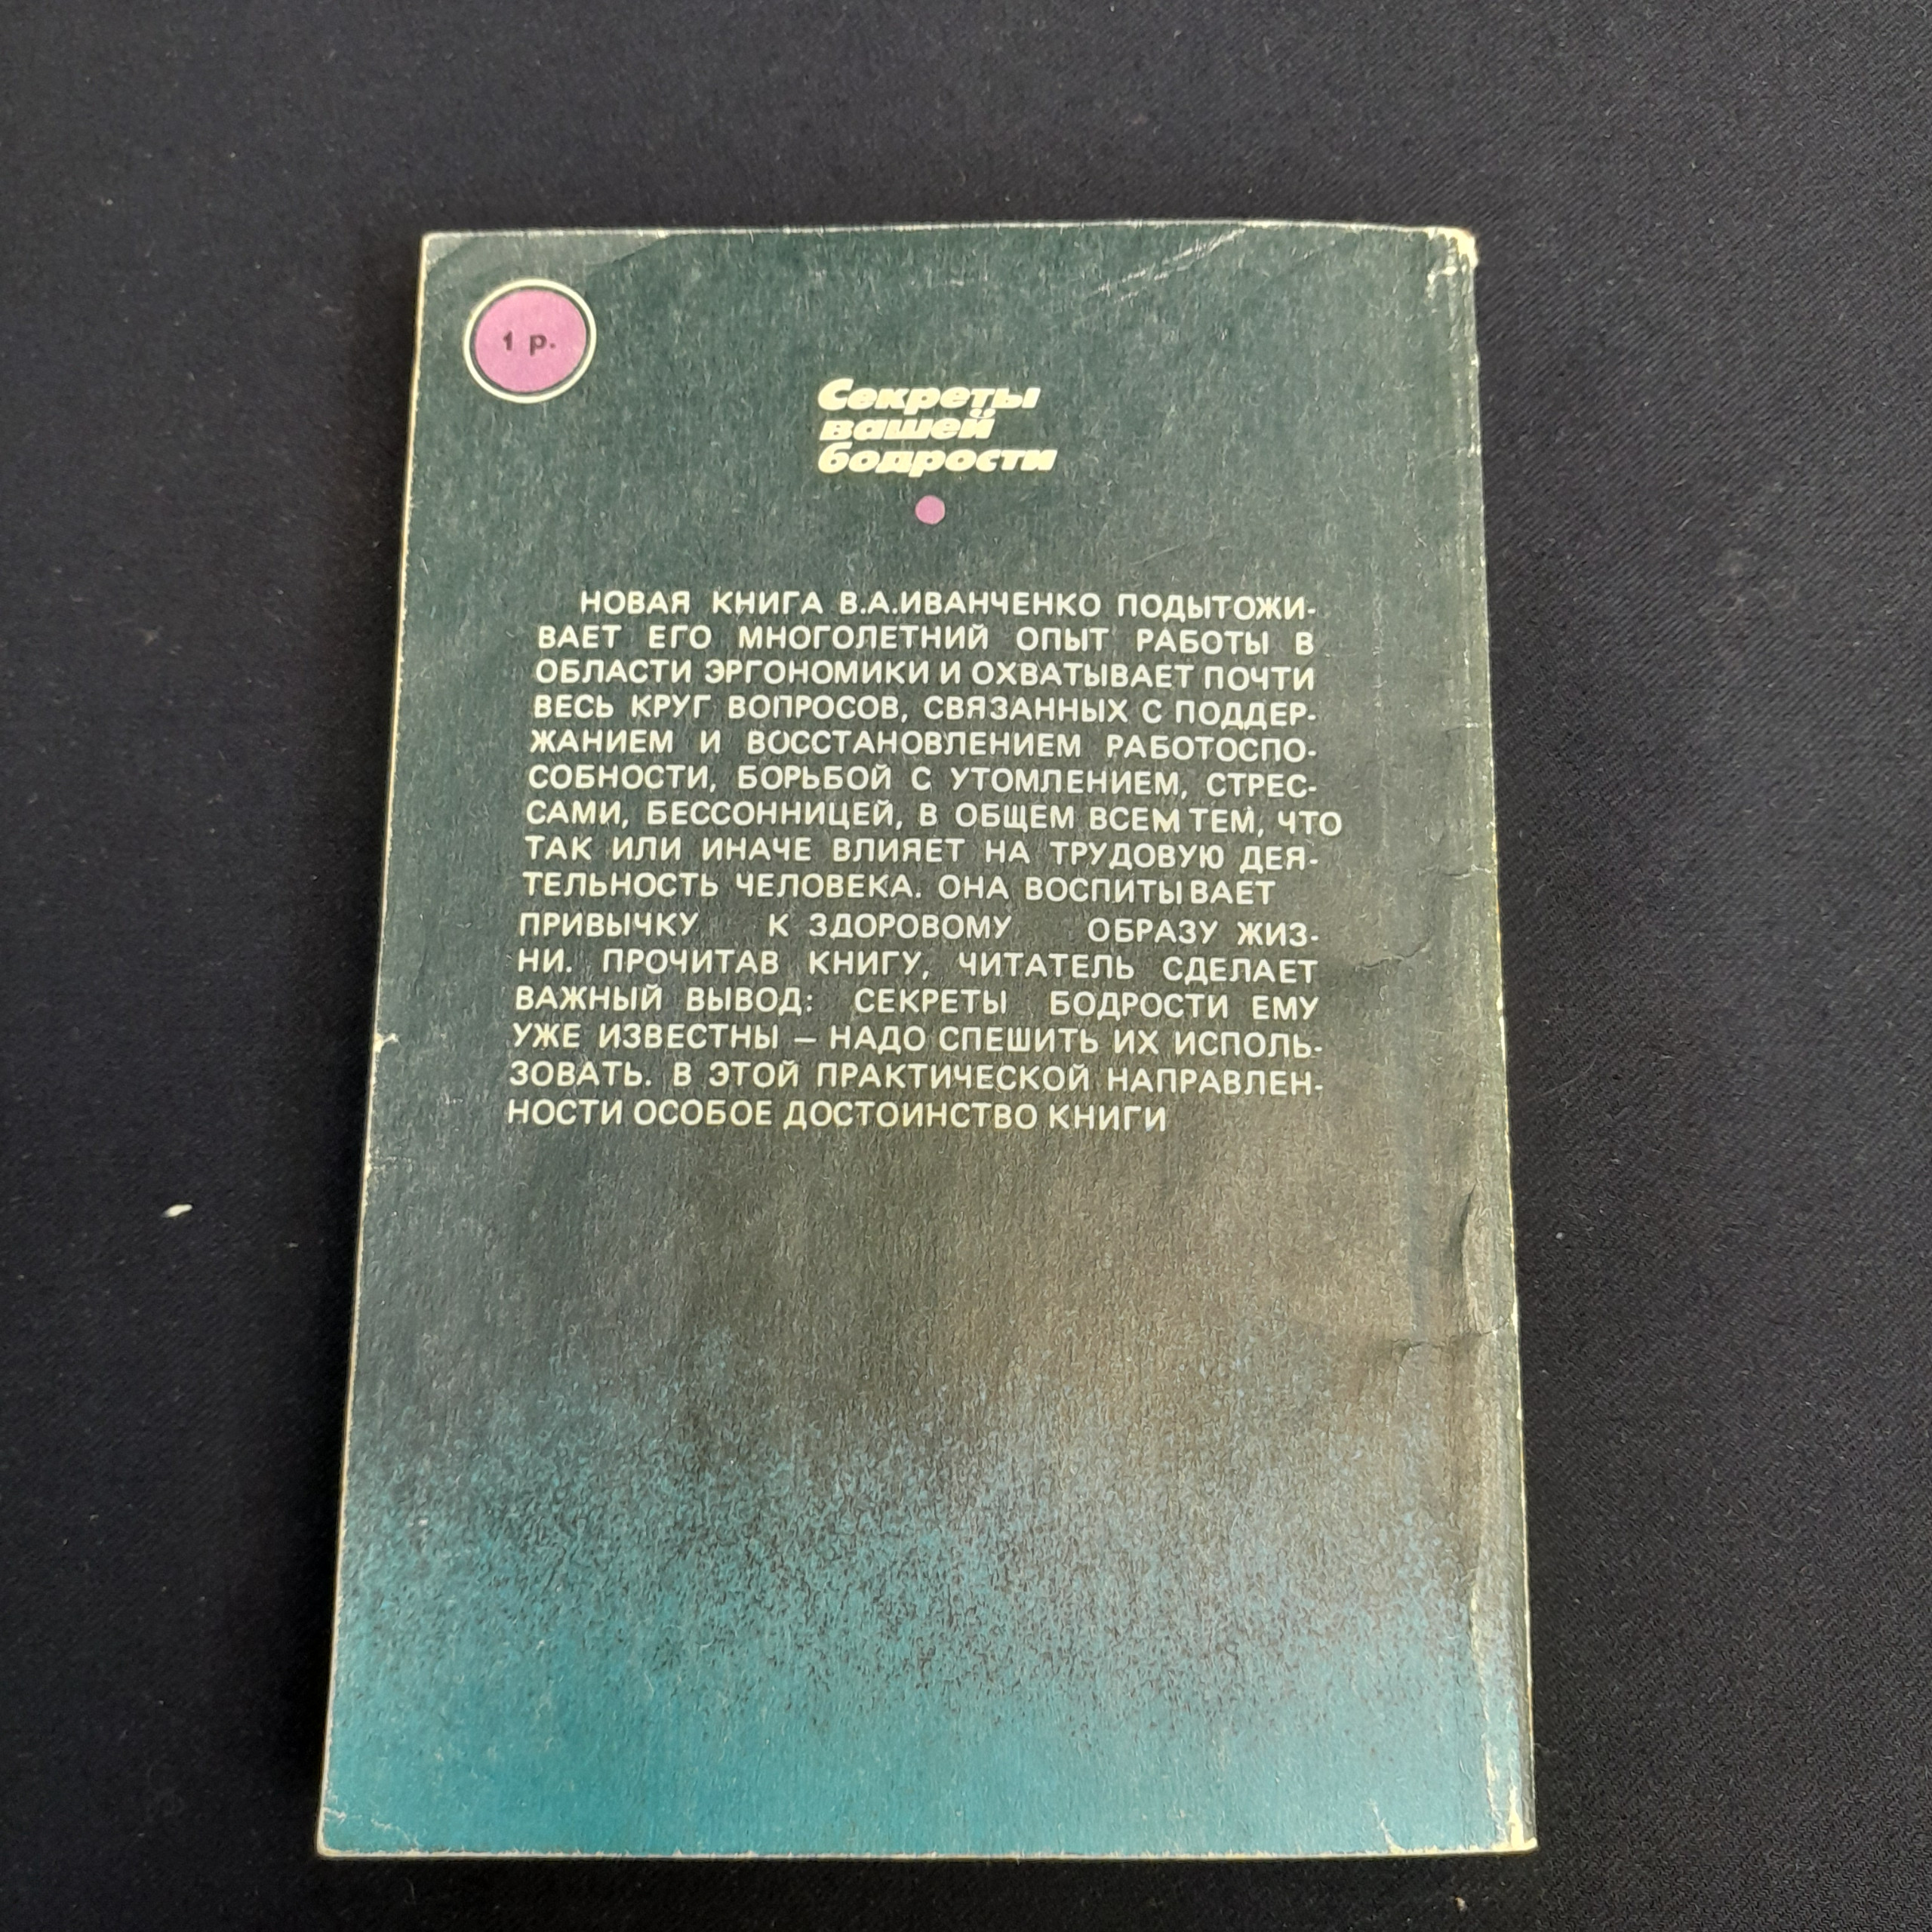 1 р.
Секреты
вашей
бодрости
НОВАЯ КНИГА В.А.ИВАНЧЕНКО ПОДЫТОЖИ-
ВАЕТ ЕГО МНОГОЛЕТНИЙ ОПЫТ РАБОТЫ В
ОБЛАСТИ ЭРГОНОМИКИ И ОХВАТЫВАЕТ ПОЧТИ
ВЕСЬ КРУГ ВОПРОСОВ, СВЯЗАННЫХ С ПОДДЕР-
ЖАНИЕМ И ВОССТАНОВЛЕНИЕМ РАБОТОСПО-
СОБНОСТИ, БОРЬБОЙ С УТОМЛЕНИЕМ, СТРЕС-
САМИ, БЕССОННИЦЕЙ, В ОБЩЕМ ВСЕМ ТЕМ, ЧТО
ТАК ИЛИ ИНАЧЕ ВЛИЯЕТ НА ТРУДОВУЮ ДЕЯ-
ТЕЛЬНОСТЬ ЧЕЛОВЕКА. ОНА ВОСПИТЫВАЕТ
ПРИВЫЧКУ К ЗДОРОВОМУ ОБРАЗУ ЖИЗ-
НИ. ПРОЧИТАВ КНИГУ, ЧИТАТЕЛЬ СДЕЛАЕТ
ВАЖНЫЙ ВЫВОД: СЕКРЕТЫ БОДРОСТИ ЕМУ
УЖЕ ИЗВЕСТНЫ – НАДО СПЕШИТЬ ИХ ИСПОЛЬ-
ЗОВАТЬ. В ЭТОЙ ПРАКТИЧЕСКОЙ НАПРАВЛЕН-
НОСТИ ОСОБОЕ ДОСТОИНСТВО КНИГИ